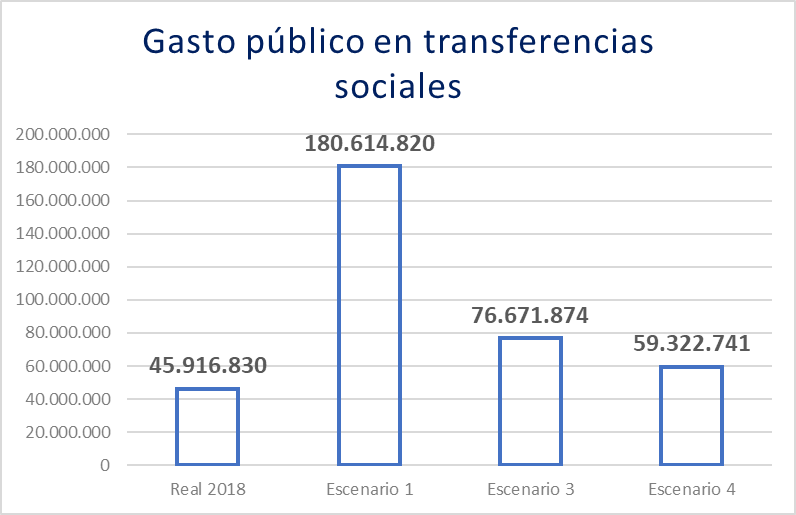 Gasto público en transferencias
sociales
200.000.000
180.000.000
160.000.000
140.000.000
120.000.000
100.000.000
80.000.000
60.000.000
40.000.000
20.000.000
0
45.916.830
180.614.820
76.671.874
59.322.741
Real 2018
Escenario 1
Escenario 3
Escenario 4